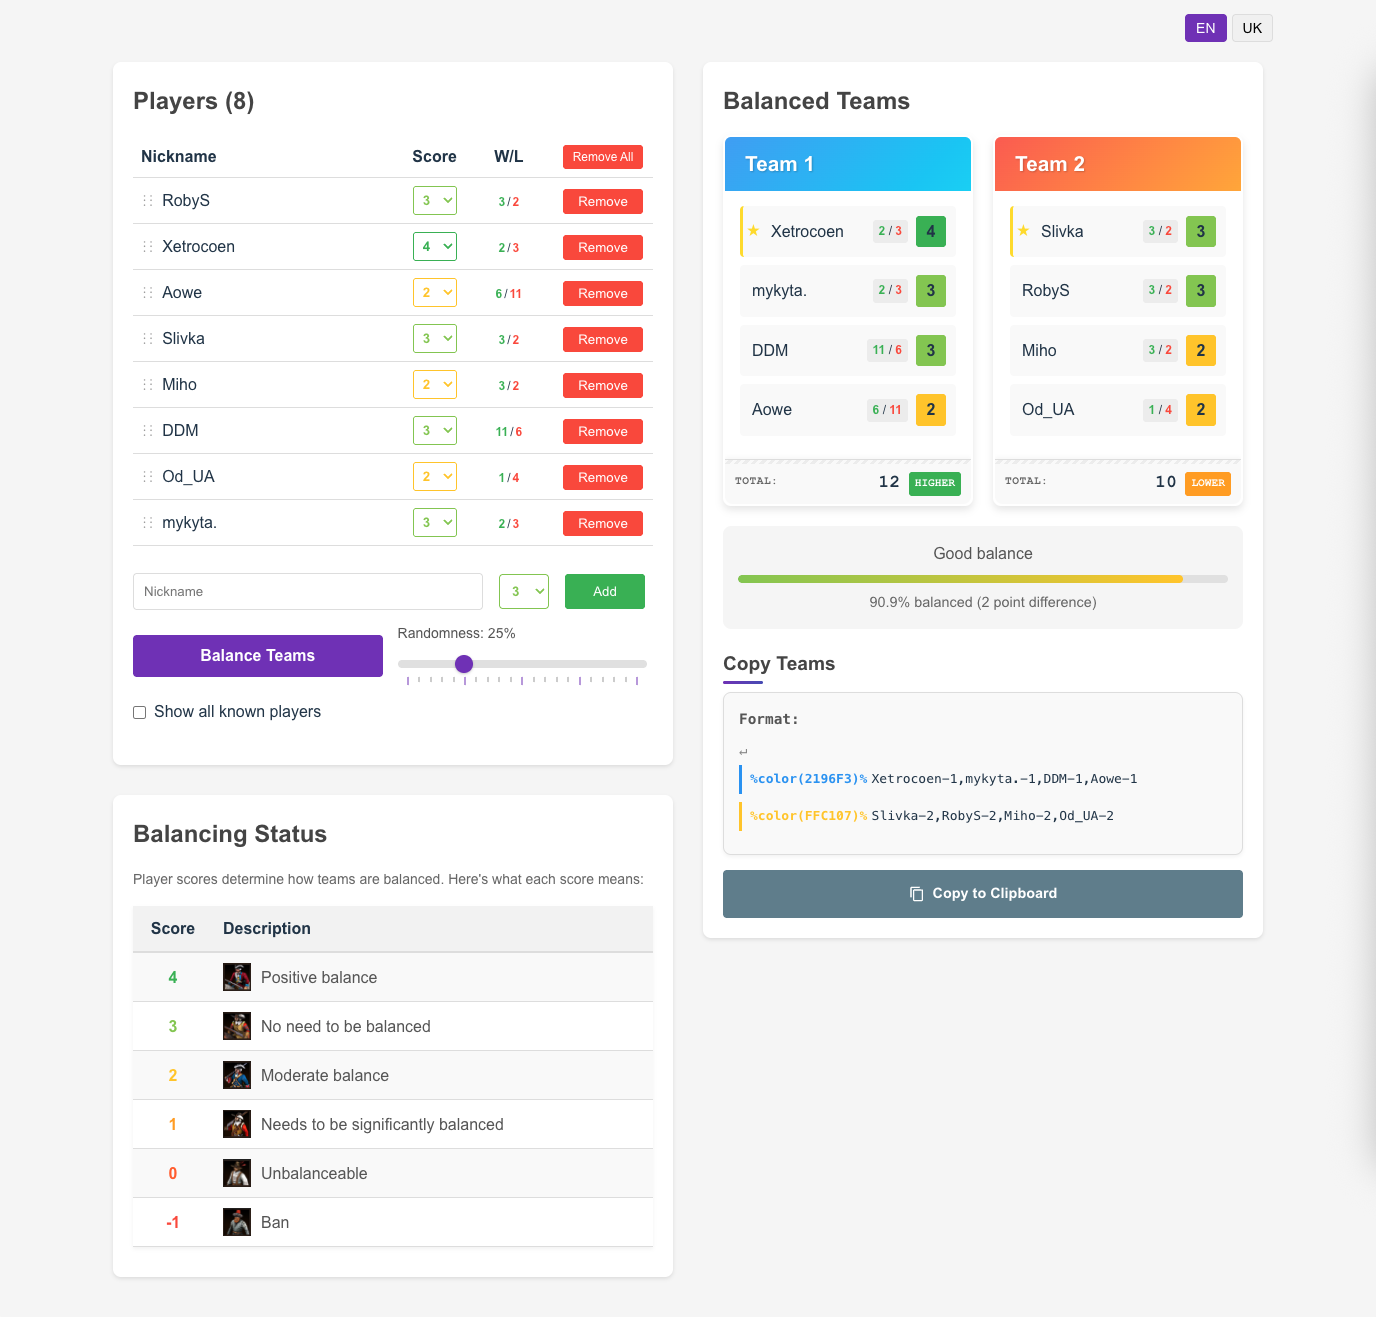 EN UK
Players (8)
Nickname Score W/L Remove All
RobyS 3 3/2 Remove
Xetrocoen 4 2/3 Remove
Aowe 2 6/11 Remove
Slivka 3 3/2 Remove
Miho 2 3/2 Remove
DDM 3 11/6 Remove
Od_UA 2 1/4 Remove
mykyta. 3 2/3 Remove
Nickname 3 Add
Balance Teams
Randomness: 25%
Show all known players
Balancing Status
Player scores determine how teams are balanced. Here's what each score means:
Score Description
4 Positive balance
3 No need to be balanced
2 Moderate balance
1 Needs to be significantly balanced
0 Unbalanceable
-1 Ban
Balanced Teams
Team 1
★ Xetrocoen 2 / 3 4
mykyta. 2 / 3 3
DDM 11 / 6 3
Aowe 6 / 11 2
TOTAL: 12 HIGHER
Team 2
★ Slivka 3 / 2 3
RobyS 3 / 2 3
Miho 3 / 2 2
Od_UA 1 / 4 2
TOTAL: 10 LOWER
Good balance
90.9% balanced (2 point difference)
Copy Teams
Format:
↵
%color(2196F3)% Xetrocoen-1,mykyta.-1,DDM-1,Aowe-1
%color(FFC107)% Slivka-2,RobyS-2,Miho-2,Od_UA-2
Copy to Clipboard